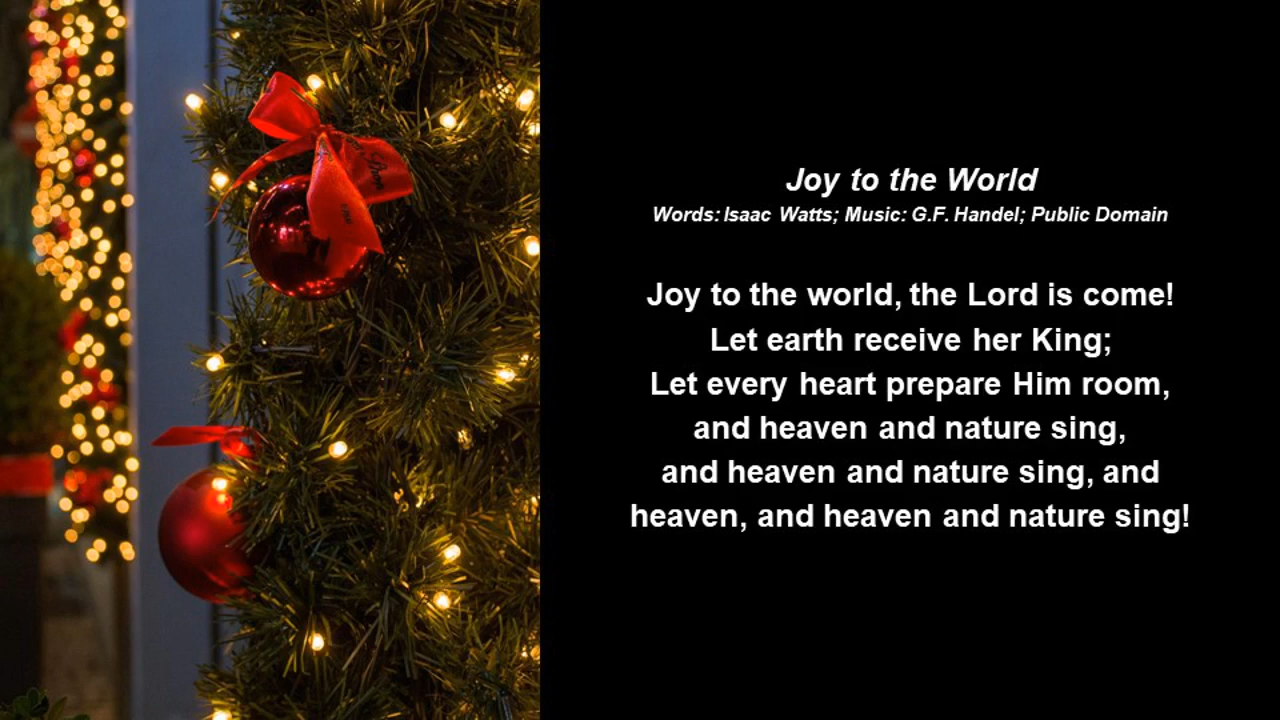 Joy to the World
Words: Isaac Watts; Music: G.F. Handel; Public Domain
Joy to the world, the Lord is come!
Let earth receive her King;
Let every heart prepare Him room,
and heaven and nature sing,
and heaven and nature sing, and
heaven, and heaven and nature sing!